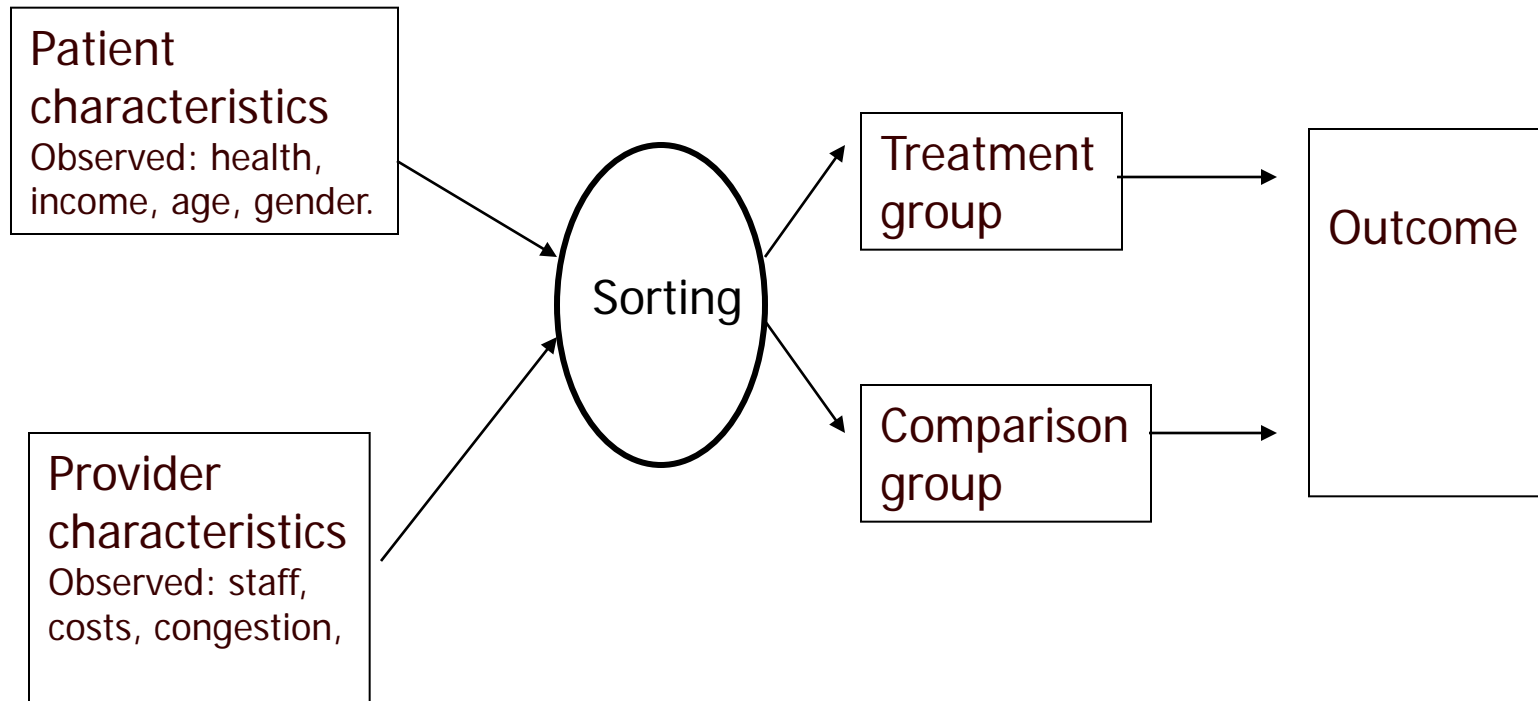 Patient
characteristics
Observed: health,
income, age, gender.
Provider
characteristics
Observed: staff,
costs, congestion,
Sorting
Treatment
group
Comparison
group
Outcome